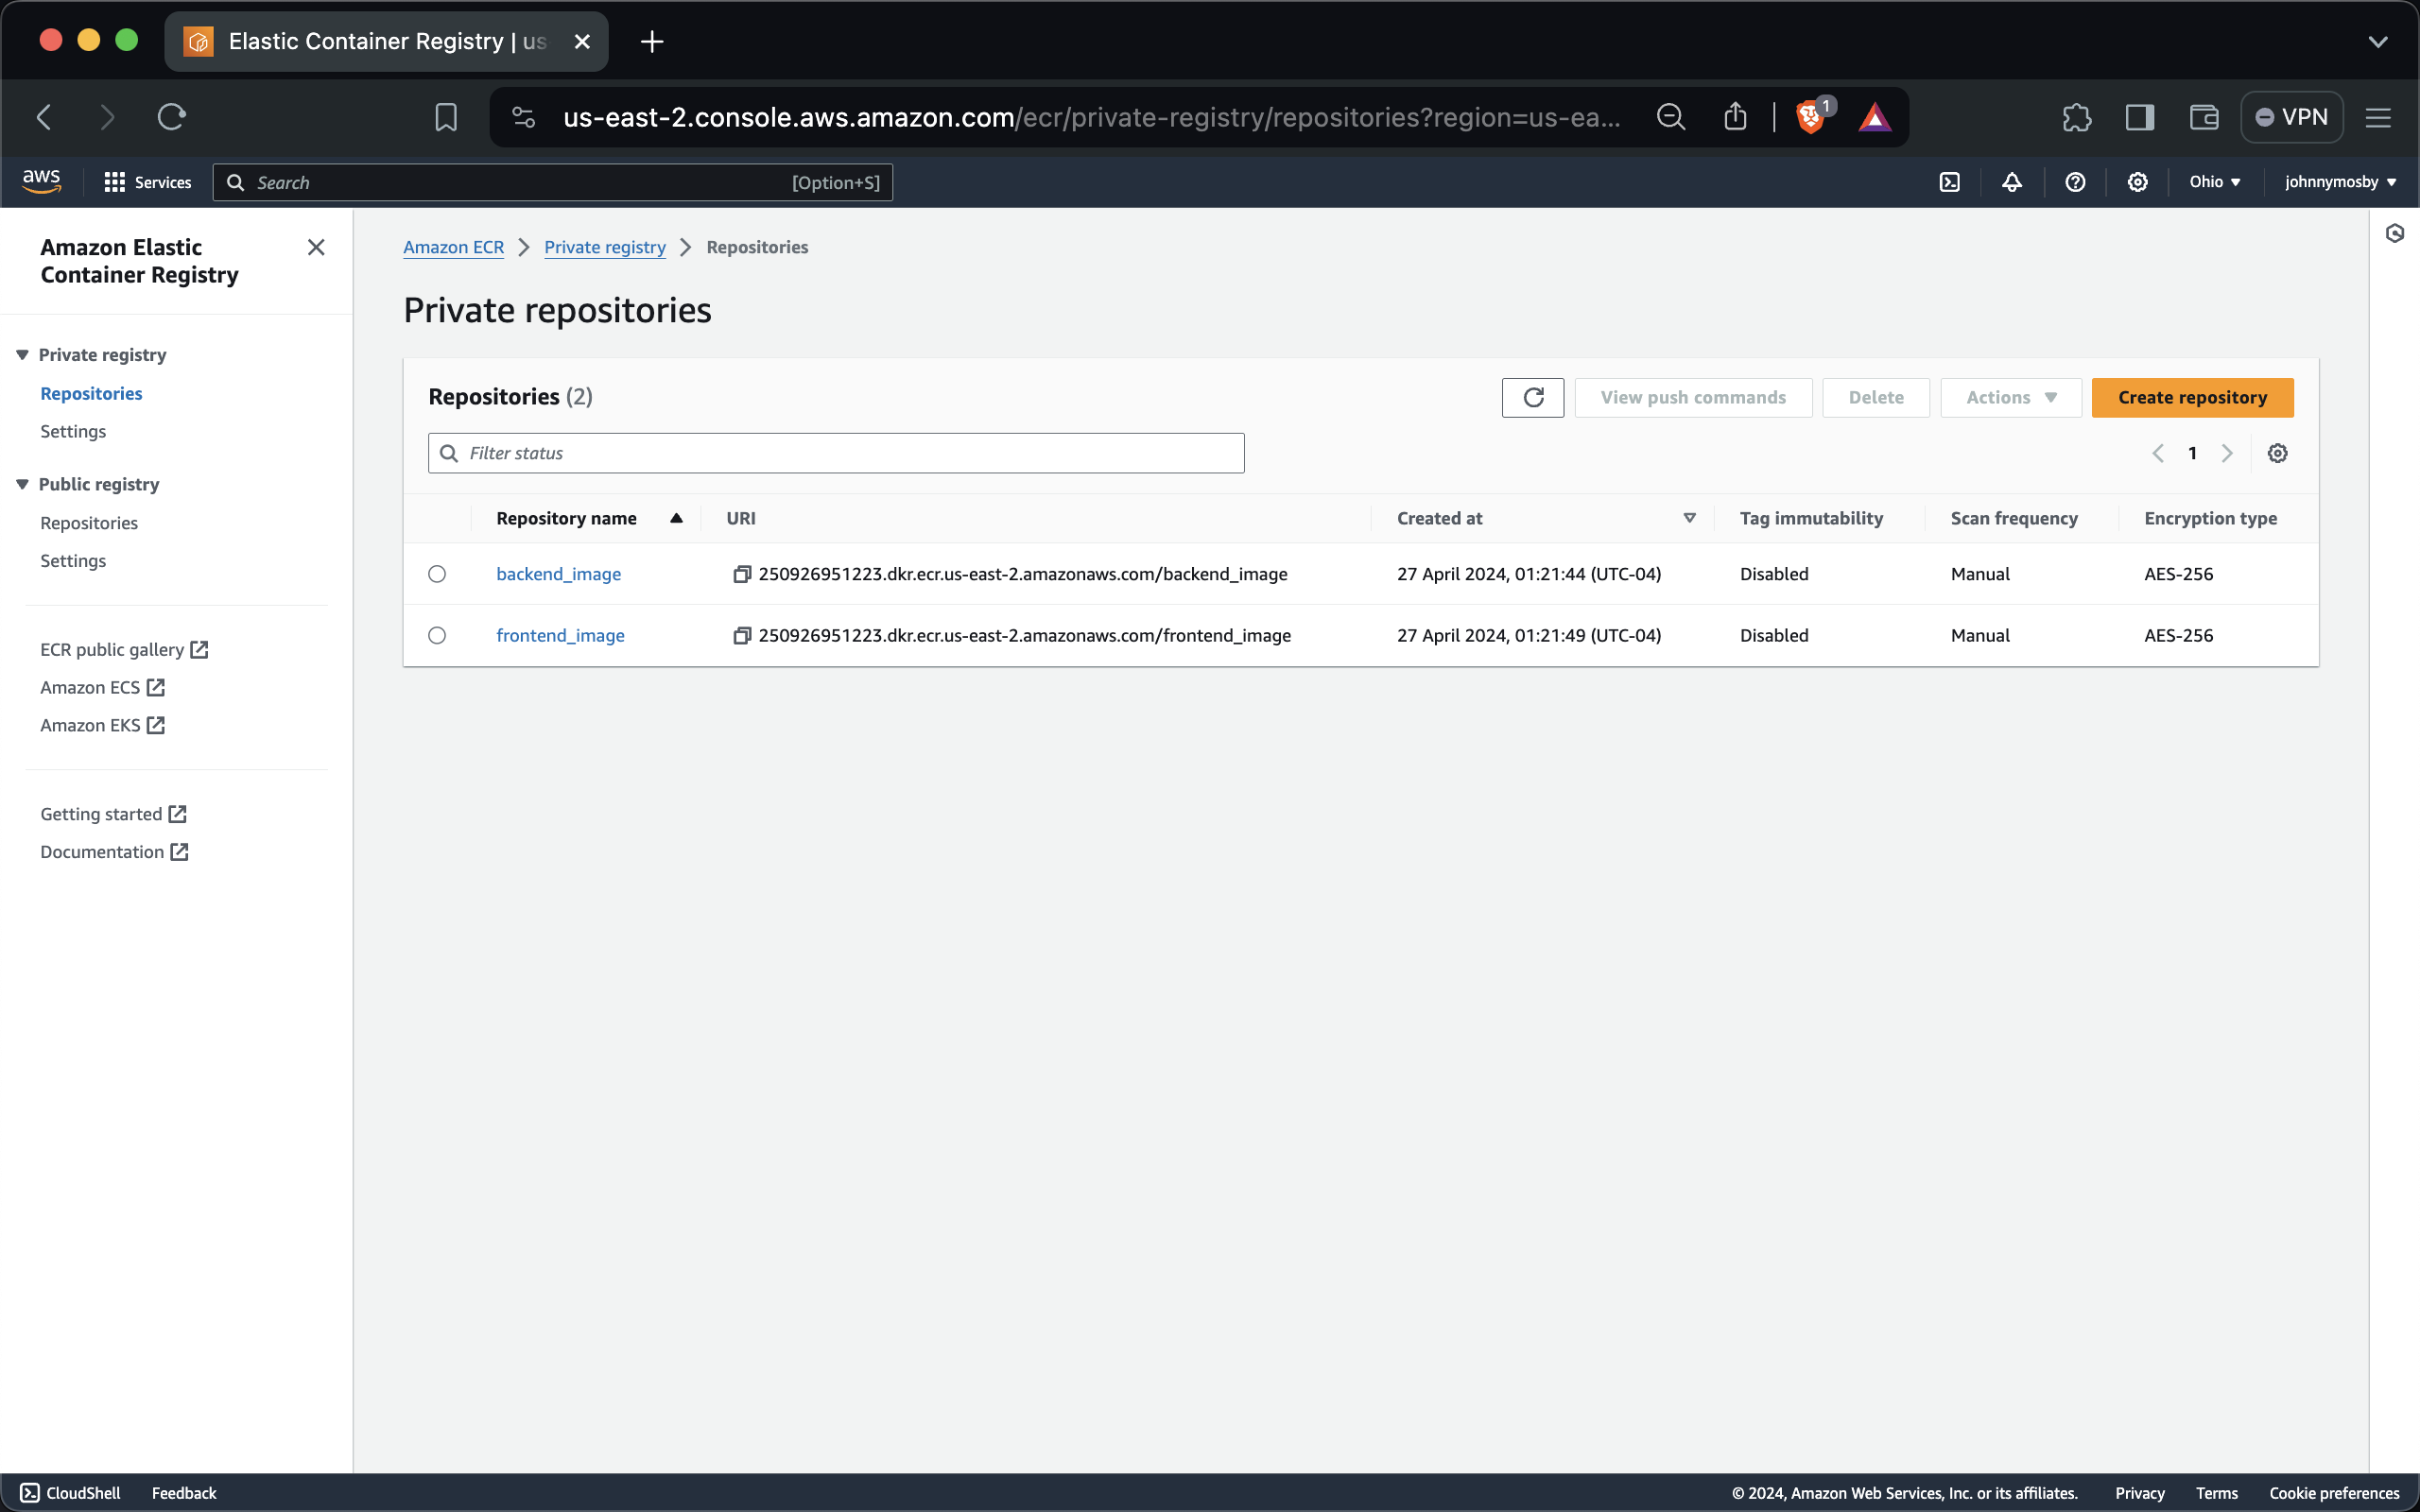 Elastic Container Registry | us
us-east-2.console.aws.amazon.com/ecr/private-registry/repositories?region=us-ea...
1
VPN
aws
Services
Search
[Option+S]
Ohio
johnnymosby
Amazon Elastic
Container Registry
Private registry
Repositories
Settings
Public registry
Repositories
Settings
ECR public gallery
Amazon ECS
Amazon EKS
Getting started
Documentation
Amazon ECR > Private registry > Repositories
Private repositories
Repositories (2)
View push commands
Delete
Actions
Create repository
Filter status
1
Repository name URI Created at Tag immutability Scan frequency Encryption type
backend_image 250926951223.dkr.ecr.us-east-2.amazonaws.com/backend_image 27 April 2024, 01:21:44 (UTC-04) Disabled Manual AES-256
frontend_image 250926951223.dkr.ecr.us-east-2.amazonaws.com/frontend_image 27 April 2024, 01:21:49 (UTC-04) Disabled Manual AES-256
CloudShell Feedback © 2024, Amazon Web Services, Inc. or its affiliates. Privacy Terms Cookie preferences